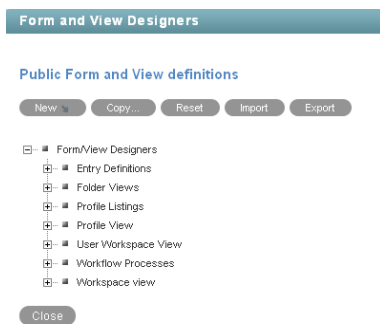 Form and View Designers
Public Form and View definitions
New Copy... Reset Import Export
Form/View Designers
Entry Definitions
Folder Views
Profile Listings
Profile View
User Workspace View
Workflow Processes
Workspace view
Close